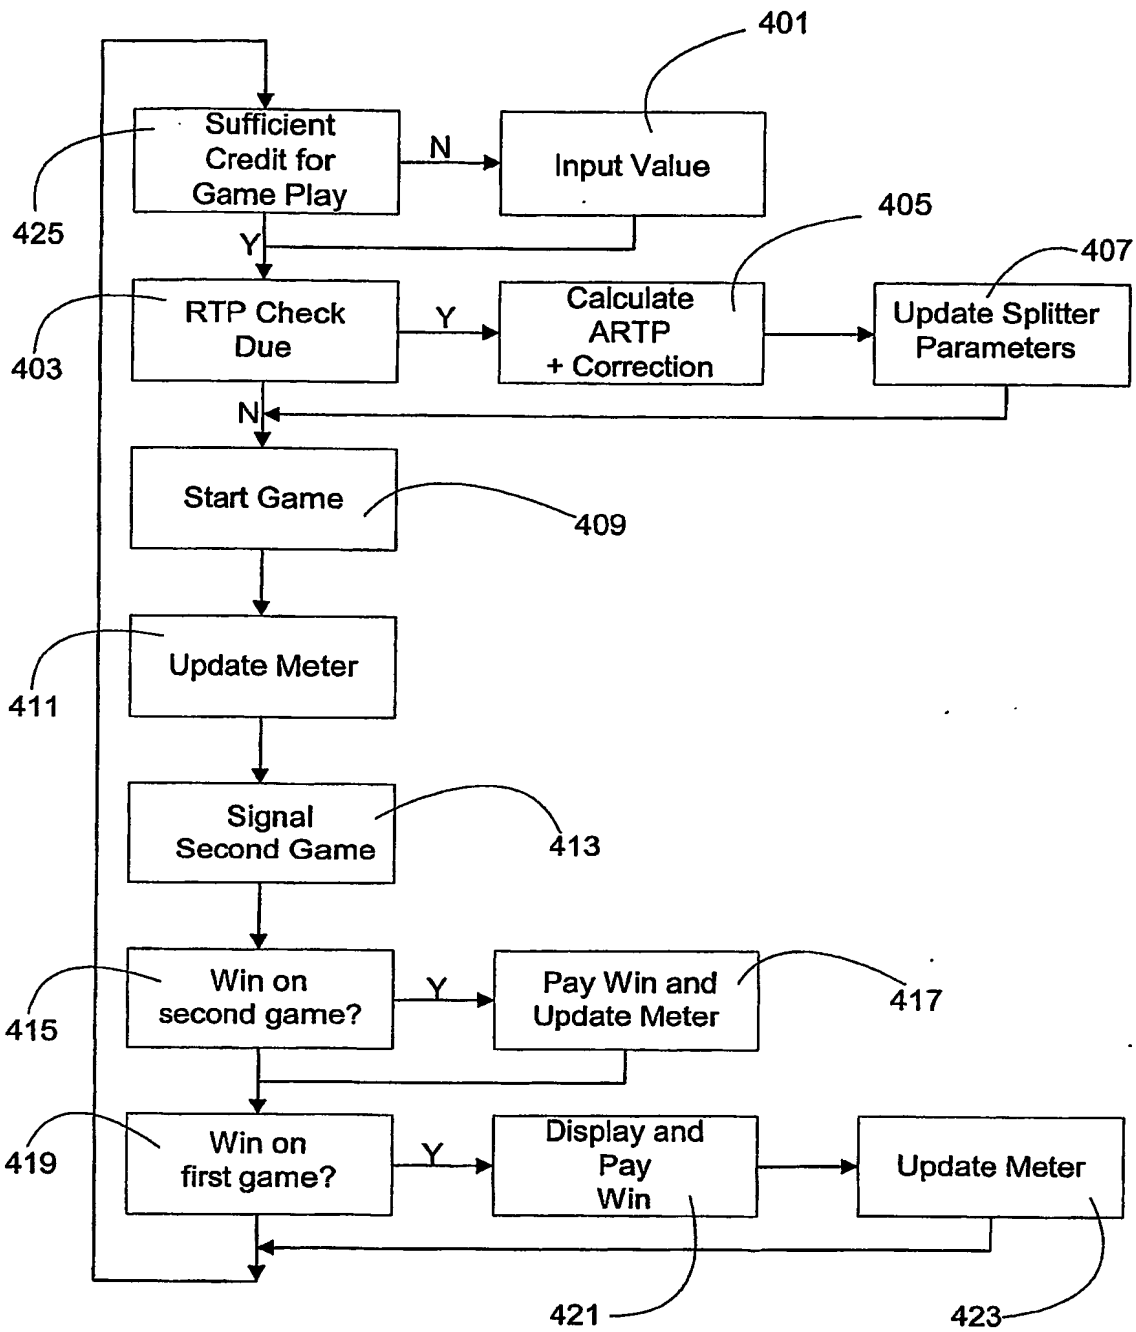 401
Sufficient
Credit for
Game Play
N
Input Value
425
Y
405
407
RTP Check
Due
Y
Calculate
ARTP
+ Correction
Update Splitter
Parameters
403
N
Start Game
409
Update Meter
411
Signal
Second Game
413
Win on
second game?
Y
Pay Win and
Update Meter
415
417
Win on
first game?
Y
Display and
Pay
Win
Update Meter
419
421
423